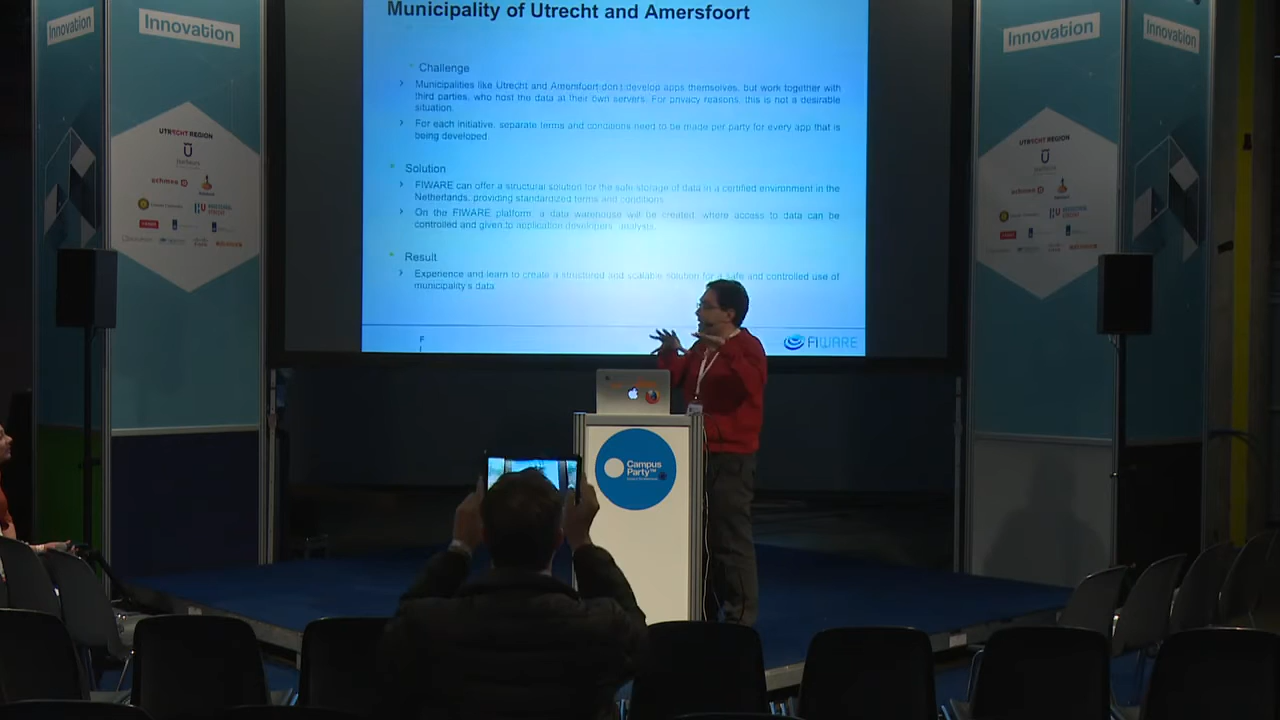 Municipality of Utrecht and Amersfoort
Challenge
Municipalities like Utrecht and Amersfoort don't develop apps themselves, but work together with
third parties, who host the data at their own servers. For privacy reasons, this is not a desirable
situation.
For each initiative, separate terms and conditions need to be made per party for every app that is
being developed.
Solution
FIWARE can offer a structural solution for the safe storage of data in a certified environment in the
Netherlands, providing standardized terms and conditions.
On the FIWARE platform, a data warehouse will be created, where access to data can be
controlled and given to application developers, analysts.
Result
Experience and learn to create a structured and scalable solution for a safe and controlled use of
municipality's data
F
I
FIWARE
Innovation
Innovation
Innovation
Innovation
UTRECHT REGION
UTRECHT REGION
achmea
achmea
Campus
Party™